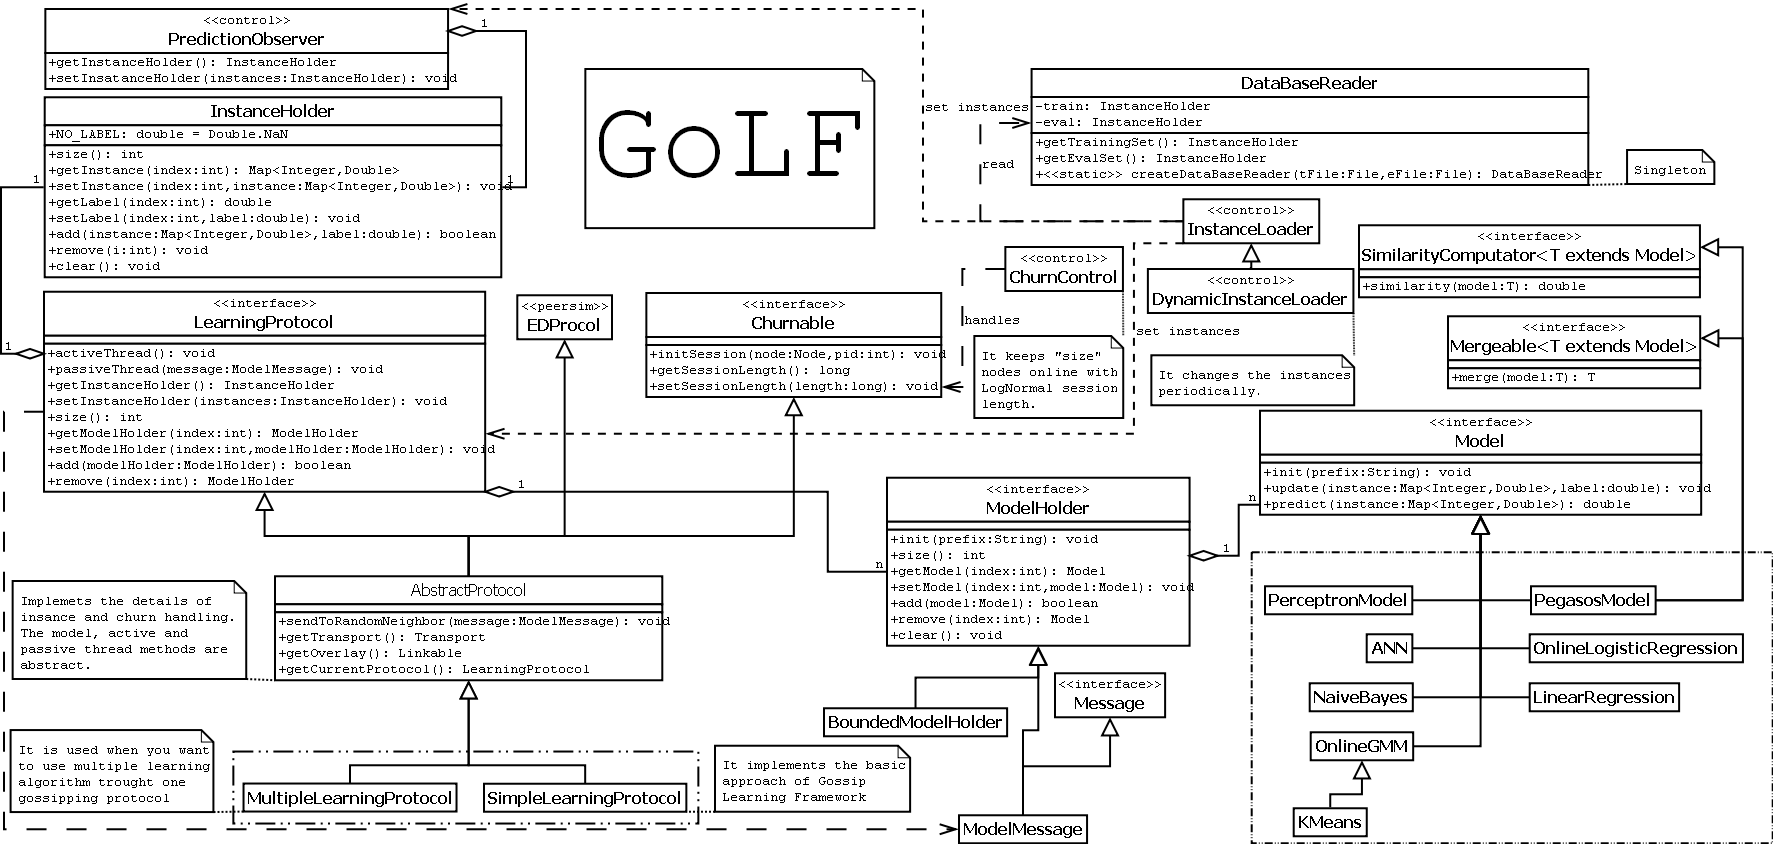 <<control>>
PredictionObserver
+getInstanceHolder(): InstanceHolder
+setInsatanceHolder(instances:InstanceHolder): void
1
InstanceHolder
+NO_LABEL: double = Double.NaN
+size(): int
+getInstance(index:int): Map<Integer,Double>
+setInstance(index:int,instance:Map<Integer,Double>): void
+getLabel(index:int): double
+setLabel(index:int,label:double): void
+add(instance:Map<Integer,Double>,label:double): boolean
+remove(i:int): void
+clear(): void
1
1
GoLF
set instances
read
DataBaseReader
-train: InstanceHolder
-eval: InstanceHolder
+getTrainingSet(): InstanceHolder
+getEvalSet(): InstanceHolder
+<<static>> createDataBaseReader(tFile:File,eFile:File): DataBaseReader
Singleton
<<control>>
InstanceLoader
<<control>>
DynamicInstanceLoader
set instances
It changes the instances
periodically.
<<control>>
ChurnControl
handles
It keeps "size"
nodes online with
LogNormal session
length.
<<interface>>
SimilarityComputator<T extends Model>
+similarity(model:T): double
<<interface>>
Mergeable<T extends Model>
+merge(model:T): T
<<interface>>
LearningProtocol
+activeThread(): void
+passiveThread(message:ModelMessage): void
+getInstanceHolder(): InstanceHolder
+setInstanceHolder(instances:InstanceHolder): void
+size(): int
+getModelHolder(index:int): ModelHolder
+setModelHolder(index:int,modelHolder:ModelHolder): void
+add(modelHolder:ModelHolder): boolean
+remove(index:int): ModelHolder
1
1
<<peersim>>
EDProcol
<<interface>>
Churnable
+initSession(node:Node,pid:int): void
+getSessionLength(): long
+setSessionLength(length:long): void
<<interface>>
Model
+init(prefix:String): void
+update(instance:Map<Integer,Double>,label:double): void
+predict(instance:Map<Integer,Double>): double
n
1
<<interface>>
ModelHolder
+init(prefix:String): void
+size(): int
+getModel(index:int): Model
+setModel(index:int,model:Model): void
+add(model:Model): boolean
+remove(index:int): Model
+clear(): void
n
Implemets the details of
insance and churn handling.
The model, active and
passive thread methods are
abstract.
AbstractProtocol
+sendToRandomNeighbor(message:ModelMessage): void
+getTransport(): Transport
+getOverlay(): Linkable
+getCurrentProtocol(): LearningProtocol
PerceptronModel
PegasosModel
ANN
OnlineLogisticRegression
NaiveBayes
LinearRegression
OnlineGMM
KMeans
<<interface>>
Message
BoundedModelHolder
It is used when you want
to use multiple learning
algorithm trought one
gossipping protocol
MultipleLearningProtocol
SimpleLearningProtocol
It implements the basic
approach of Gossip
Learning Framework
ModelMessage